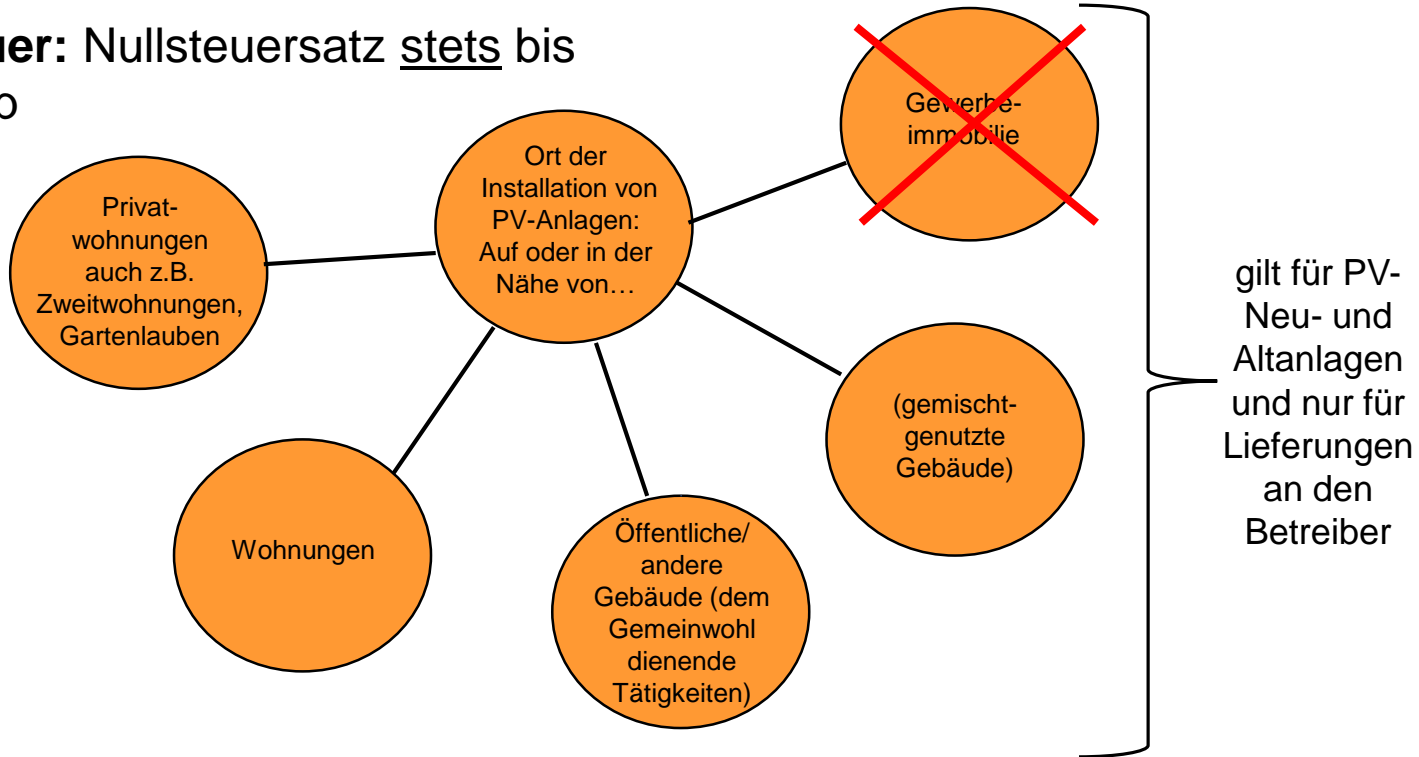 uer: Nullsteuersatz stets bis
p
Gewerbe-
immobilie
Ort der
Installation von
PV-Anlagen:
Auf oder in der
Nähe von…
Privat-
wohnungen
auch z.B.
Zweitwohnungen,
Gartenlauben
gilt für PV-
Neu- und
Altanlagen
und nur für
Lieferungen
an den
Betreiber
(gemischt-
genutzte
Gebäude)
Wohnungen
Öffentliche/
andere
Gebäude (dem
Gemeinwohl
dienende
Tätigkeiten)